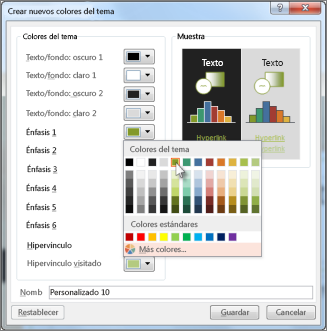 Crear nuevos colores del tema
Colores del tema
Muestra
Texto/fondo: oscuro 1
Texto/fondo: claro 1
Texto/fondo: oscuro 2
Texto/fondo: claro 2
Énfasis 1
Énfasis 2
Énfasis 3
Énfasis 4
Énfasis 5
Énfasis 6
Hipervínculo
Hipervínculo visitado
Texto
Texto
Hyperlink
Hyperlink
Colores del tema
Colores estándares
Más colores...
Nomb
Personalizado 10
Restablecer
Guardar
Cancelar